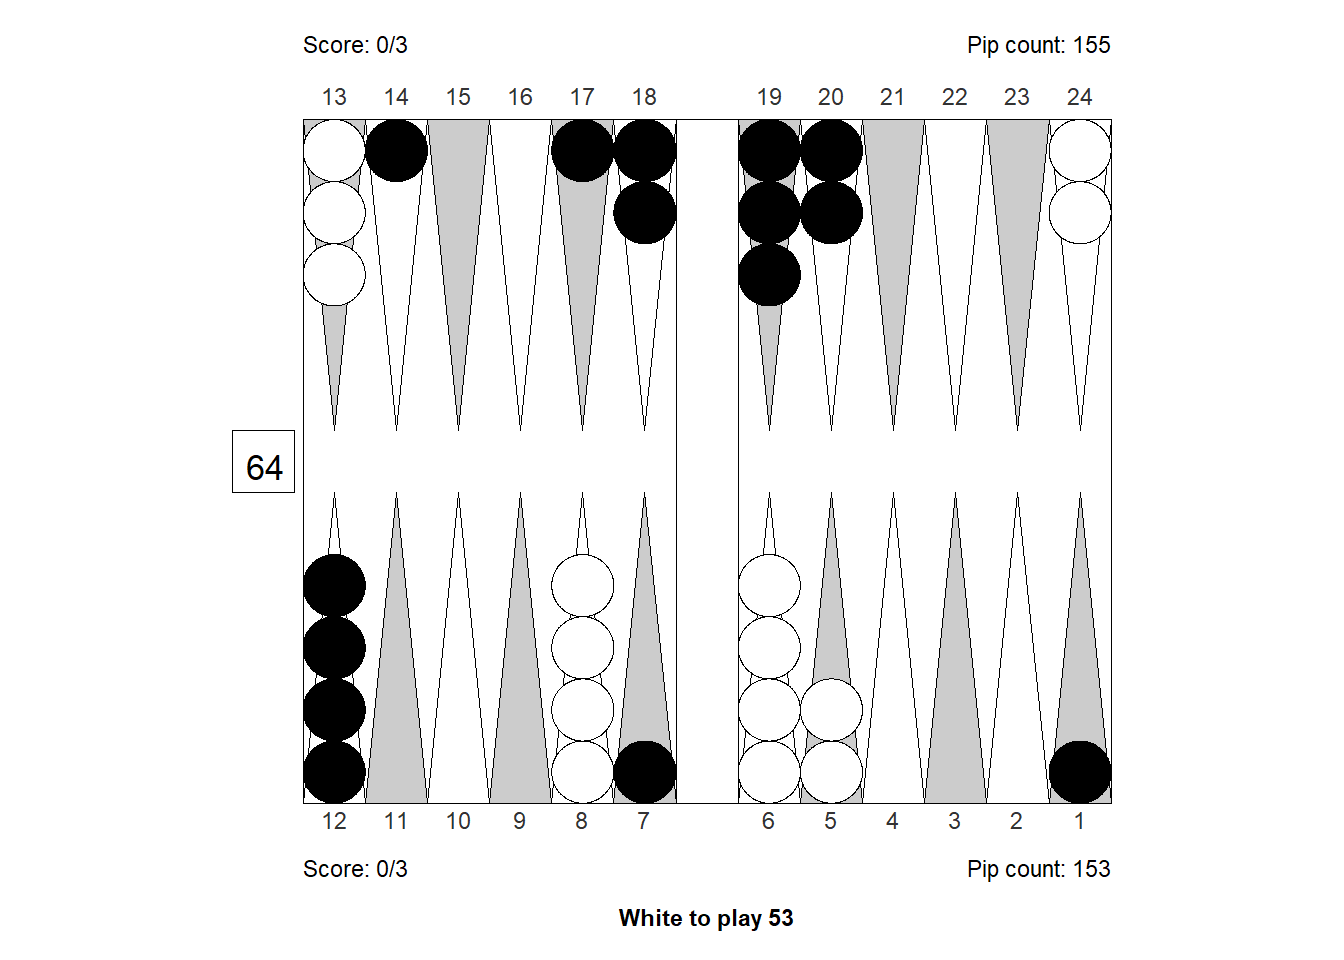 Score: 0/3 Pip count: 155
13 14 15 16 17 18 19 20 21 22 23 24
64
12 11 10 9 8 7 6 5 4 3 2 1
Score: 0/3 Pip count: 153
White to play 53